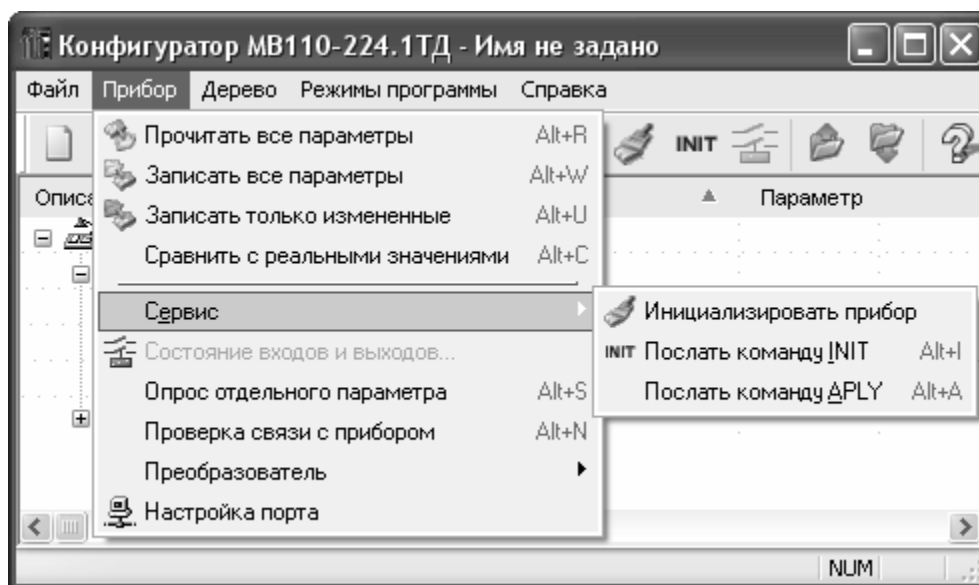 Конфигуратор МВ110-224.1ТД - Имя не задано
Файл Прибор Дерево Режимы программы Справка
INIT
Описа
Параметр
Прочитать все параметры Alt+R
Записать все параметры Alt+W
Записать только измененные Alt+U
Сравнить с реальными значениями Alt+C
Сервис
Состояние входов и выходов...
Опрос отдельного параметра Alt+S
Проверка связи с прибором Alt+N
Преобразователь
Настройка порта
Инициализировать прибор
INIT Послать команду INIT Alt+I
Послать команду APLY Alt+A
NUM